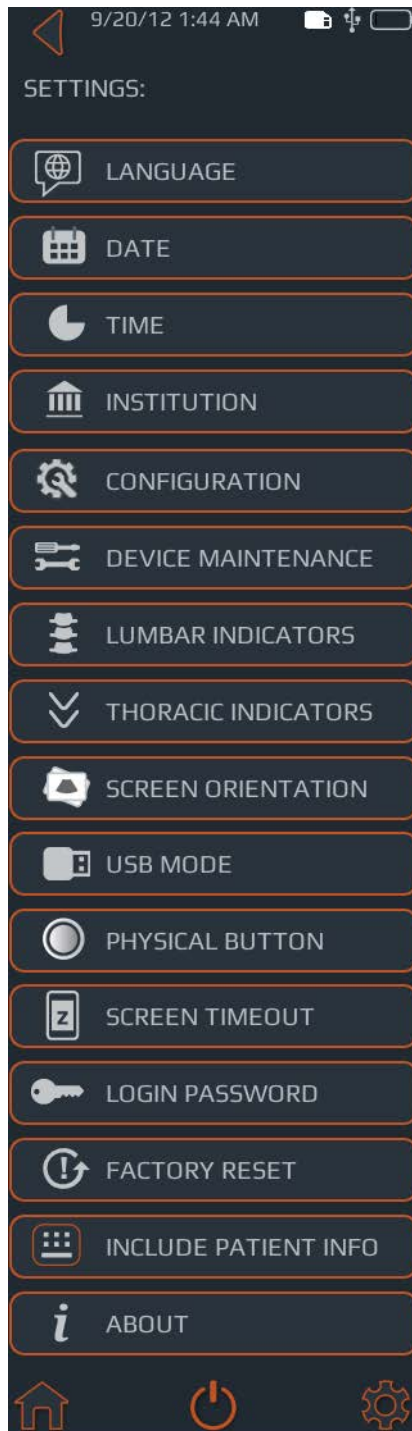 9/20/12 1:44 AM
SETTINGS:
LANGUAGE
DATE
TIME
INSTITUTION
CONFIGURATION
DEVICE MAINTENANCE
LUMBAR INDICATORS
THORACIC INDICATORS
SCREEN ORIENTATION
USB MODE
PHYSICAL BUTTON
Z SCREEN TIMEOUT
LOGIN PASSWORD
FACTORY RESET
INCLUDE PATIENT INFO
i ABOUT